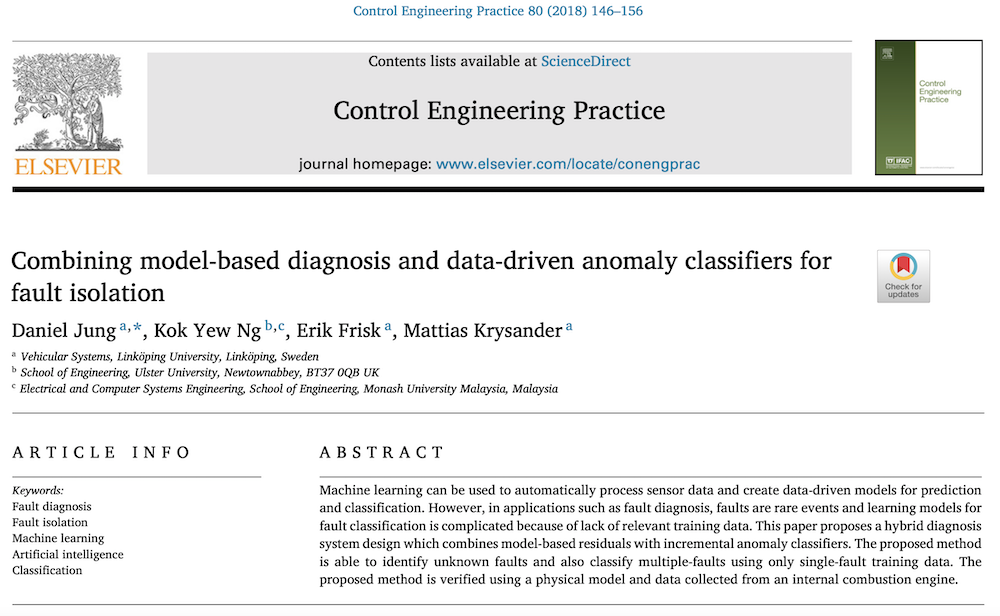 Control Engineering Practice 80 (2018) 146–156
Contents lists available at ScienceDirect
Control Engineering Practice
journal homepage: www.elsevier.com/locate/conengprac
ELSEVIER
Control
Engineering
Practice
IFAC
Combining model-based diagnosis and data-driven anomaly classifiers for
fault isolation
Check for
updates
Daniel Jung a,*, Kok Yew Ng b,c, Erik Frisk a, Mattias Krysander a
a Vehicular Systems, Linköping University, Linköping, Sweden
b School of Engineering, Ulster University, Newtownabbey, BT37 0QB UK
c Electrical and Computer Systems Engineering, School of Engineering, Monash University Malaysia, Malaysia
ARTICLE INFO
Keywords:
Fault diagnosis
Fault isolation
Machine learning
Artificial intelligence
Classification
ABSTRACT
Machine learning can be used to automatically process sensor data and create data-driven models for prediction
and classification. However, in applications such as fault diagnosis, faults are rare events and learning models for
fault classification is complicated because of lack of relevant training data. This paper proposes a hybrid diagnosis
system design which combines model-based residuals with incremental anomaly classifiers. The proposed method
is able to identify unknown faults and also classify multiple-faults using only single-fault training data. The
proposed method is verified using a physical model and data collected from an internal combustion engine.